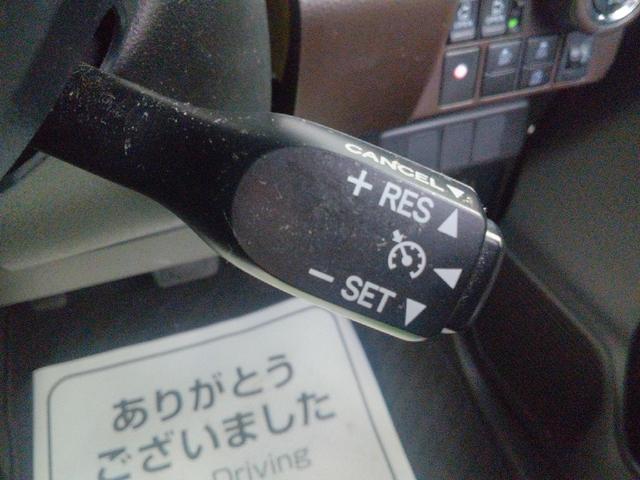 CANCEL
+ RES
- SET
ありがとう
ございました
Driving